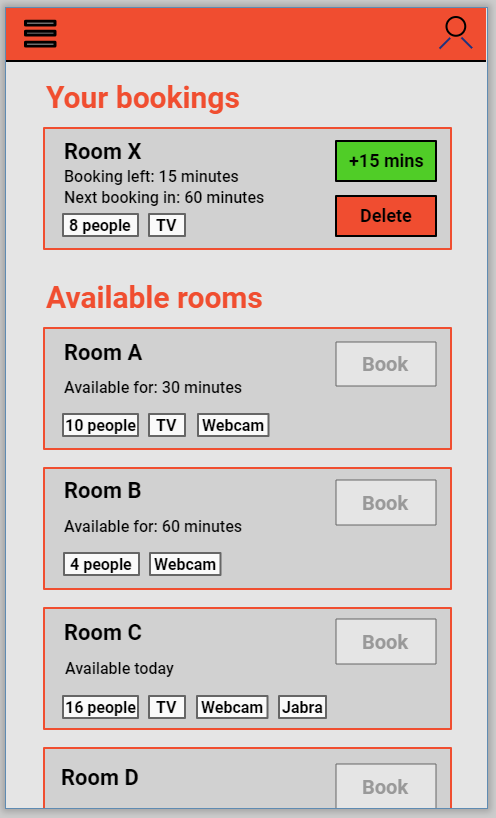 Your bookings
Room X
+15 mins
Booking left: 15 minutes
Next booking in: 60 minutes
Delete
8 people TV
Available rooms
Room A
Book
Available for: 30 minutes
10 people TV Webcam
Room B
Book
Available for: 60 minutes
4 people Webcam
Room C
Book
Available today
16 people TV Webcam Jabra
Room D
Book